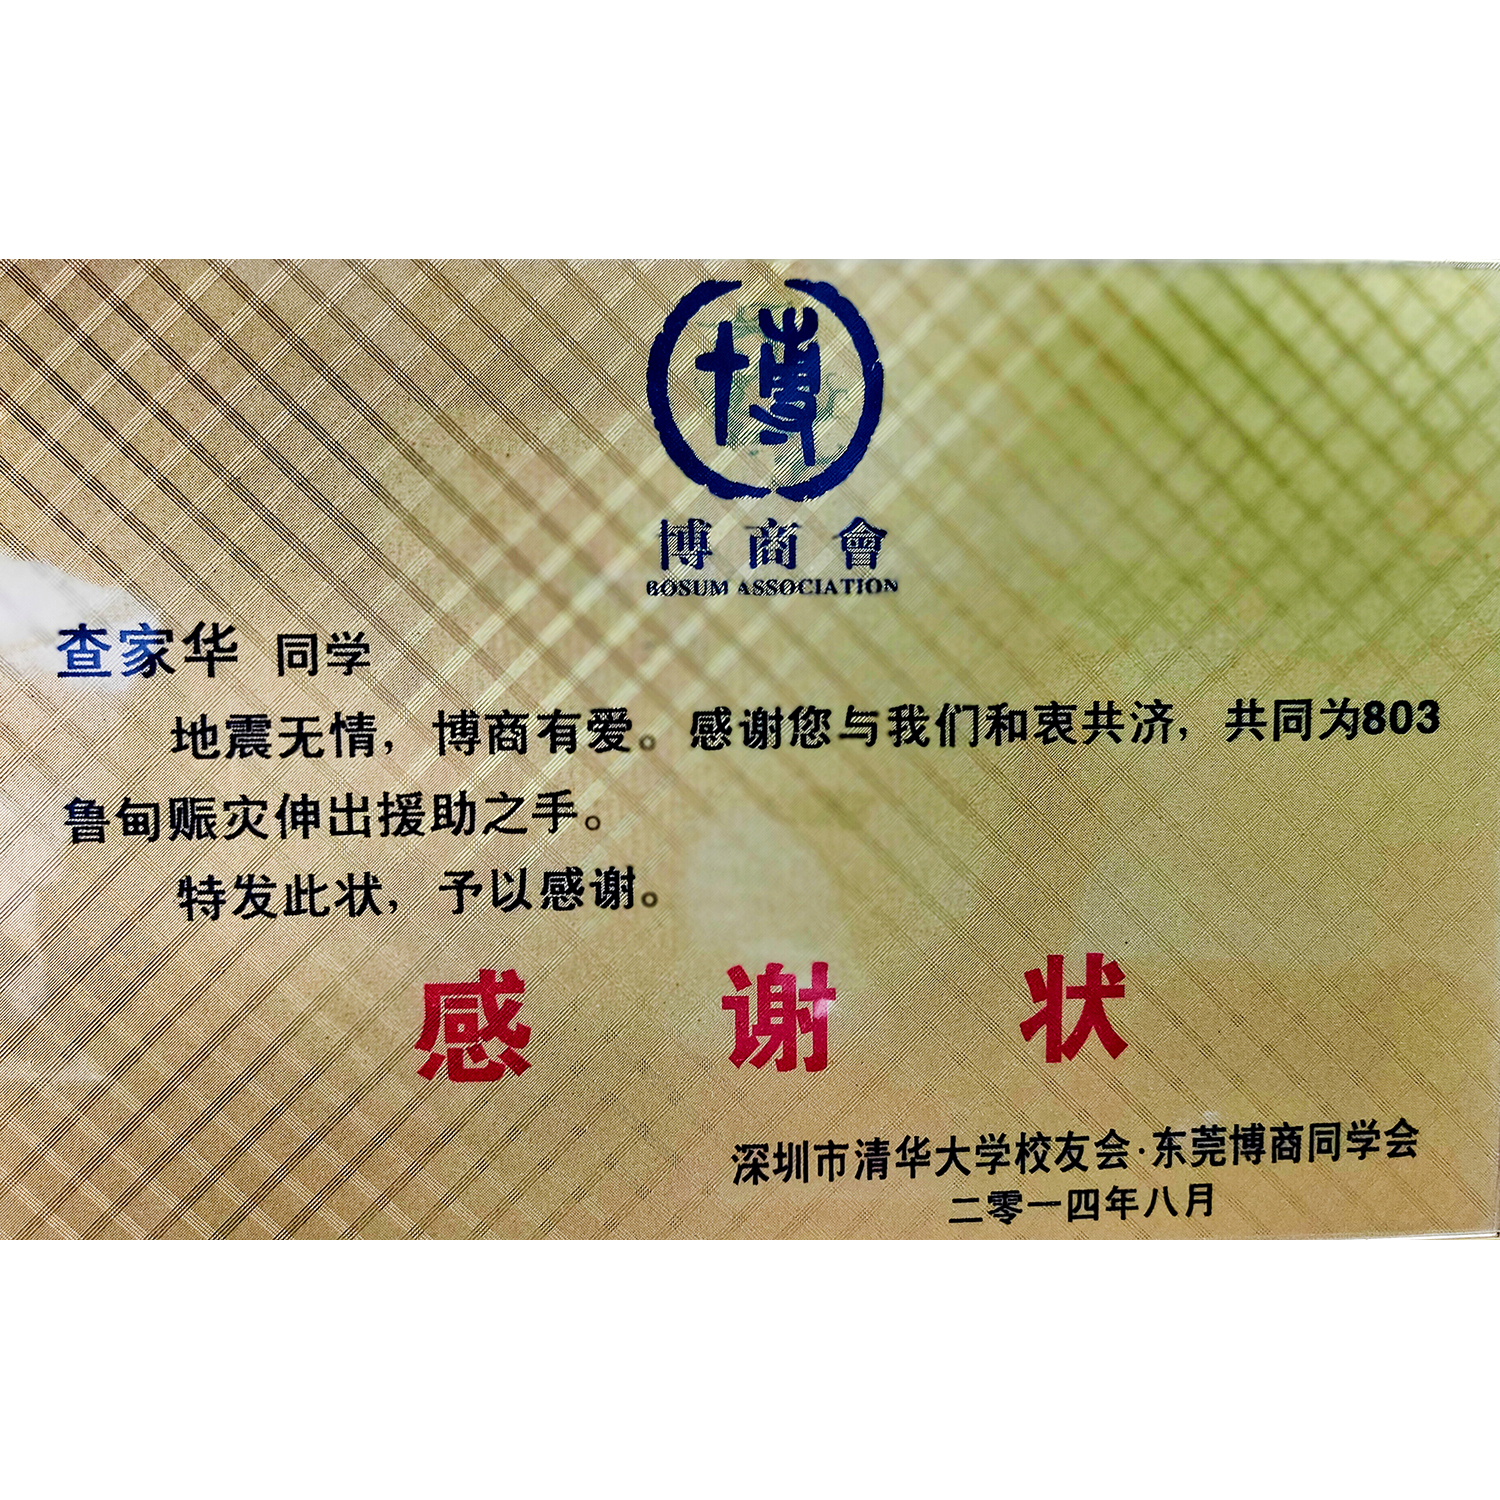 博
博商會
BOSUM ASSOCIATION
查家华 同学
地震无情，博商有爱。感谢您与我们和衷共济，共同为803
鲁甸赈灾伸出援助之手。
特发此状，予以感谢。
感谢状
深圳市清华大学校友会·东莞博商同学会
二零一四年八月